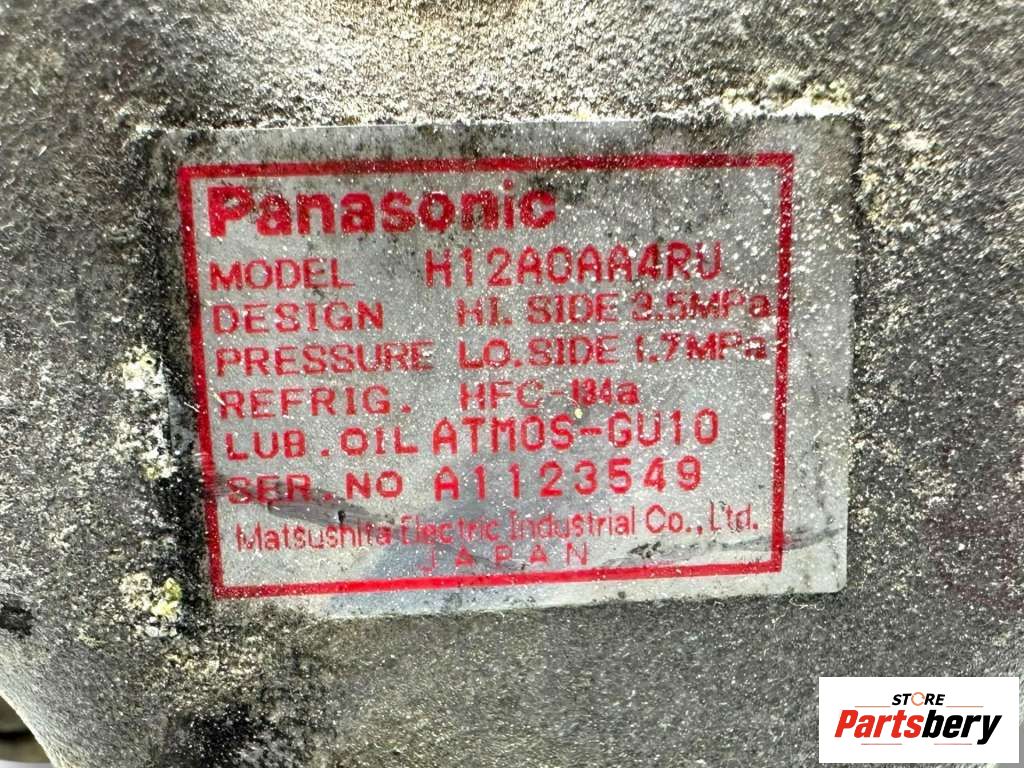 Panasonic
MODEL H12A0AA4RU
DESIGN HI. SIDE 3.5MPa
PRESSURE LO.SIDE 1.7MPa
REFRIG. HFC-134a
LUB.OIL ATMOS-GU10
SER.NO A1123549
Matsushita Electric Industrial Co., Ltd.
JAPAN
STORE
Partsbery